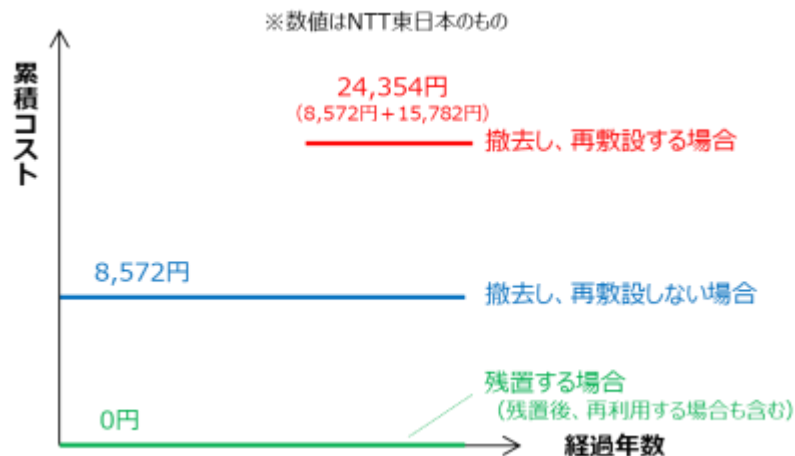 ※数値はNTT東日本のもの
累積コスト
24,354円
（8,572円＋15,782円）
撤去し、再敷設する場合
8,572円
撤去し、再敷設しない場合
残置する場合
（残置後、再利用する場合も含む）
0円
経過年数